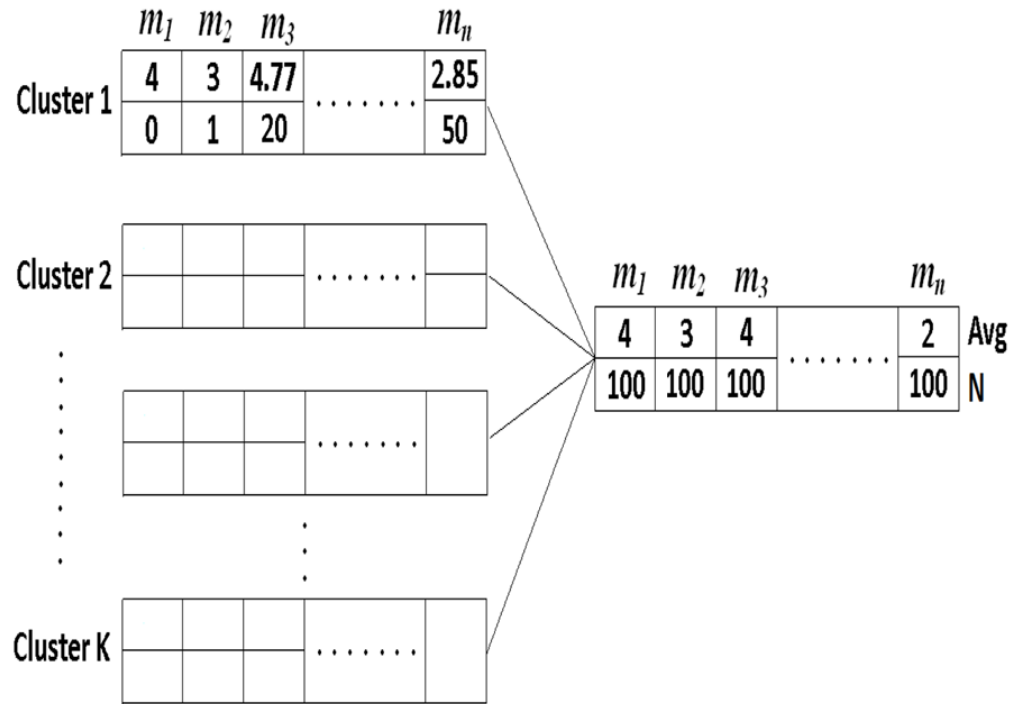 m1 m2 m3 mn
Cluster 1 4 3 4.77 ....... 2.85
0 1 20 50
Cluster 2 .......
m1 m2 m3 mn
4 3 4 ....... 2 Avg
100 100 100 100 N
.......
Cluster K .......